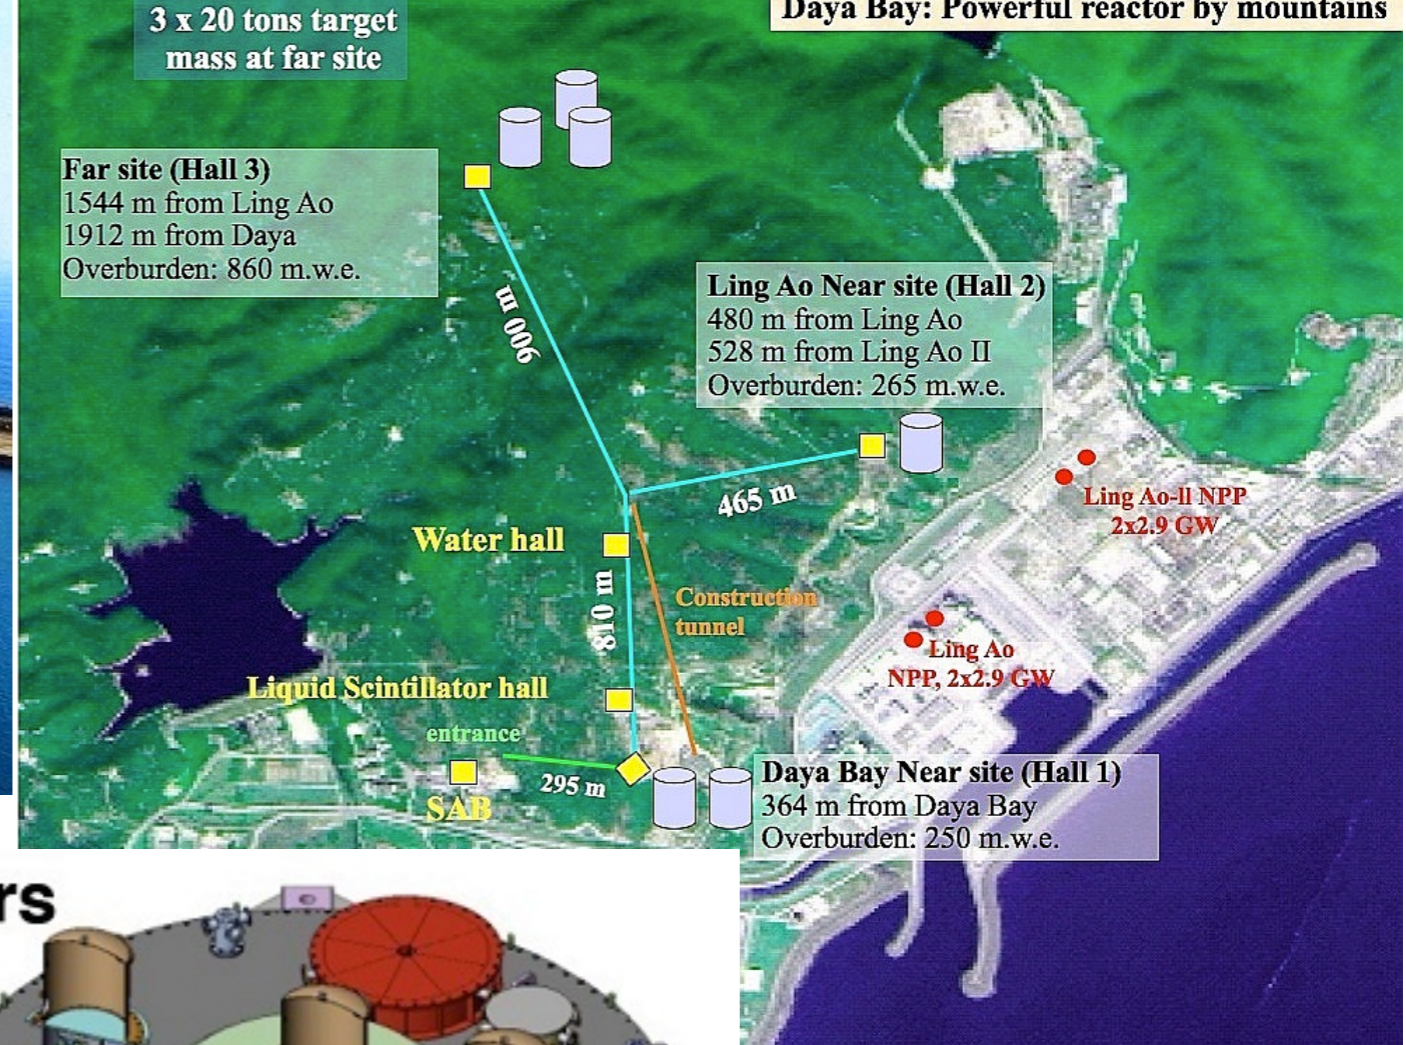 3 x 20 tons target
mass at far site
Daya Bay: Powerful reactor by mountains
Far site (Hall 3)
1544 m from Ling Ao
1912 m from Daya
Overburden: 860 m.w.e.
900 m
Ling Ao Near site (Hall 2)
480 m from Ling Ao
528 m from Ling Ao II
Overburden: 265 m.w.e.
465 m
Ling Ao-ll NPP
2x2.9 GW
Water hall
810 m
Construction
tunnel
Ling Ao
NPP, 2x2.9 GW
Liquid Scintillator hall
entrance
295 m
SAB
Daya Bay Near site (Hall 1)
364 m from Daya Bay
Overburden: 250 m.w.e.
rs